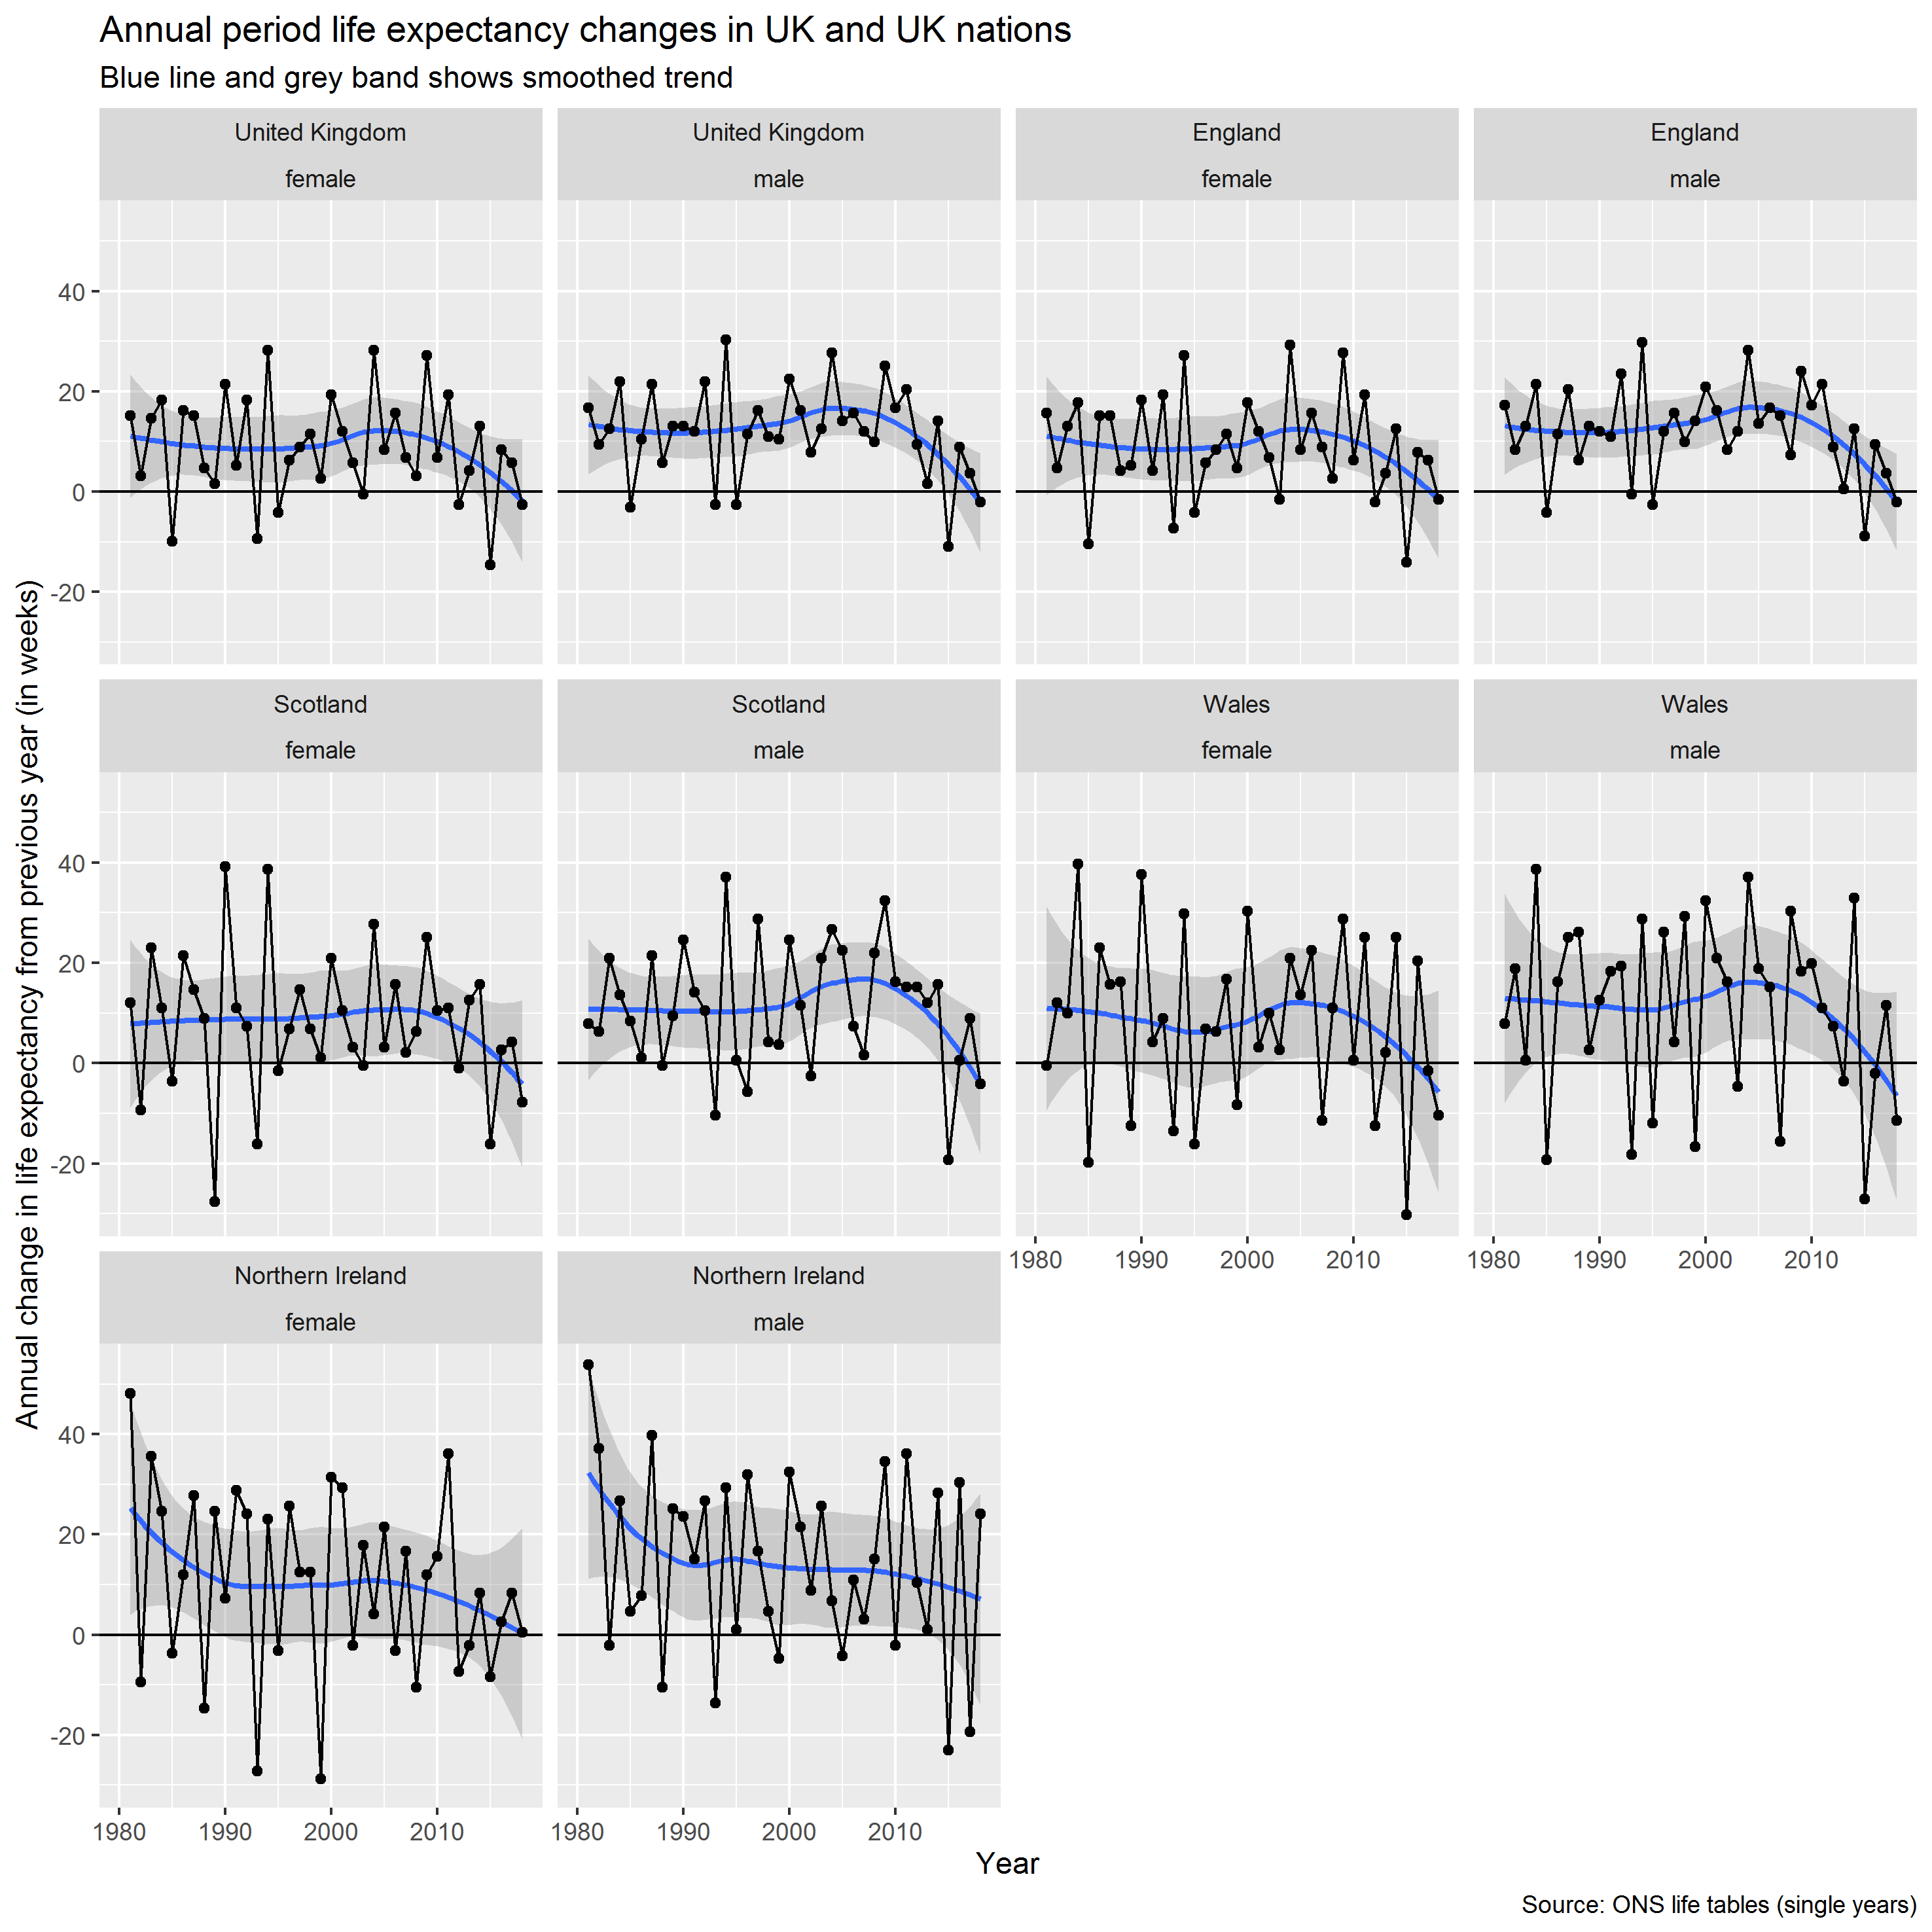 Annual period life expectancy changes in UK and UK nations
Blue line and grey band shows smoothed trend
United Kingdom
female
United Kingdom
male
England
female
England
male
40
20
0
-20
Scotland
female
Scotland
male
Wales
female
Wales
male
40
20
0
-20
1980 1990 2000 2010
1980 1990 2000 2010
Northern Ireland
female
Northern Ireland
male
40
20
0
-20
1980 1990 2000 2010
1980 1990 2000 2010
Annual change in life expectancy from previous year (in weeks)
Year
Source: ONS life tables (single years)